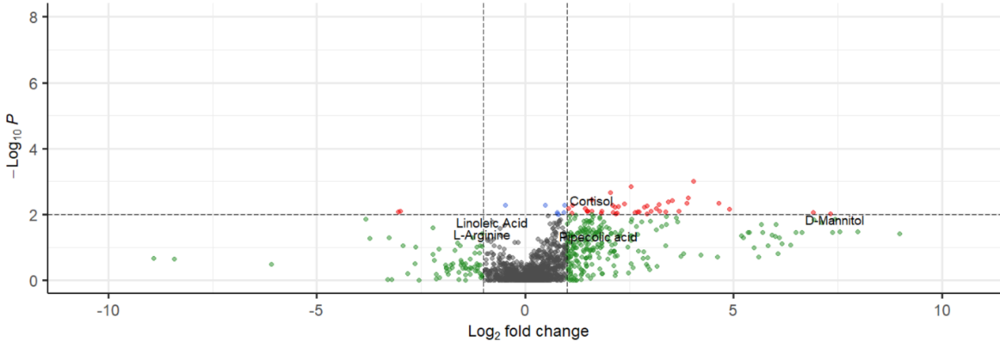 8
6
4
2
0
−Log₁₀ P
Cortisol
Linoleic Acid
D-Mannitol
L-Arginine
Pipecolic acid
-10
-5
0
5
10
Log₂ fold change